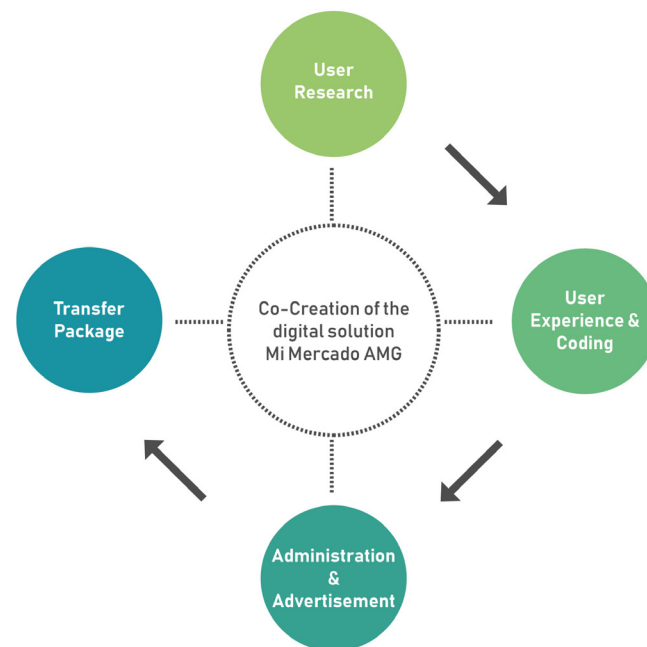 User
Research
User
Experience &
Coding
Co-Creation of the
digital solution
Mi Mercado AMG
Transfer
Package
Administration
&
Advertisement